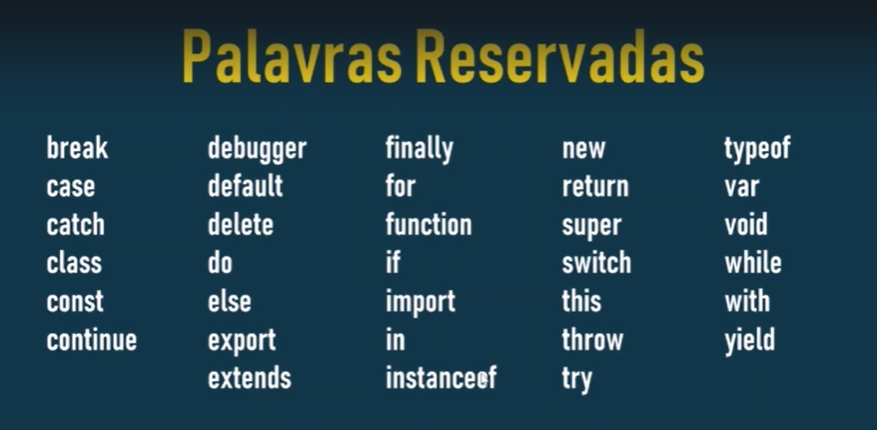 Palavras Reservadas
break debugger finally new typeof
case default for return var
catch delete function super void
class do if switch while
const else import this with
continue export in throw yield
extends instanceof try